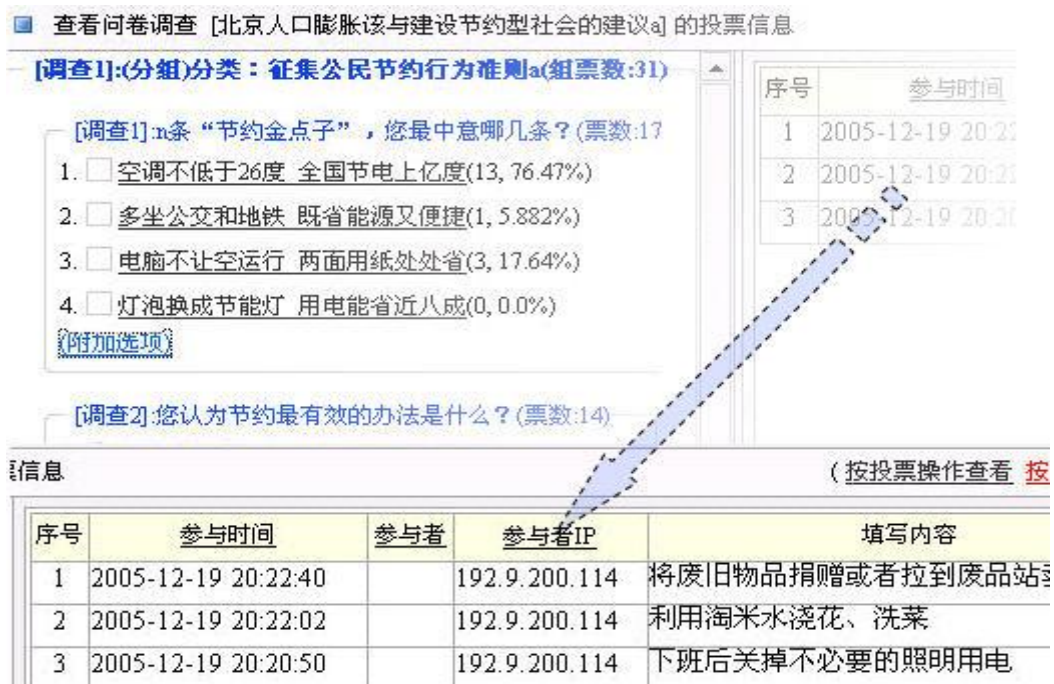 查看问卷调查 [北京人口膨胀该与建设节约型社会的建议a] 的投票信息
[调查1]:(分组)分类：征集公民节约行为准则a(组票数:31)
[调查1]:n条“节约金点子”，您最中意哪几条？(票数:17
1. 空调不低于26度 全国节电上亿度(13, 76.47%)
2. 多坐公交和地铁 既省能源又便捷(1, 5.882%)
3. 电脑不让空运行 两面用纸处处省(3, 17.64%)
4. 灯泡换成节能灯 用电能省近八成(0, 0.0%)
(附加选项)
[调查2]:您认为节约最有效的办法是什么？(票数:14)
序号 参与时间
1 2005-12-19 20:22
2 2005-12-19 20:22
3 2005-12-19 20:20
票信息 (按投票操作查看 按
序号 参与时间 参与者 参与者IP 填写内容
1 2005-12-19 20:22:40 192.9.200.114 将废旧物品捐赠或者拉到废品站
2 2005-12-19 20:22:02 192.9.200.114 利用淘米水浇花、洗菜
3 2005-12-19 20:20:50 192.9.200.114 下班后关掉不必要的照明用电